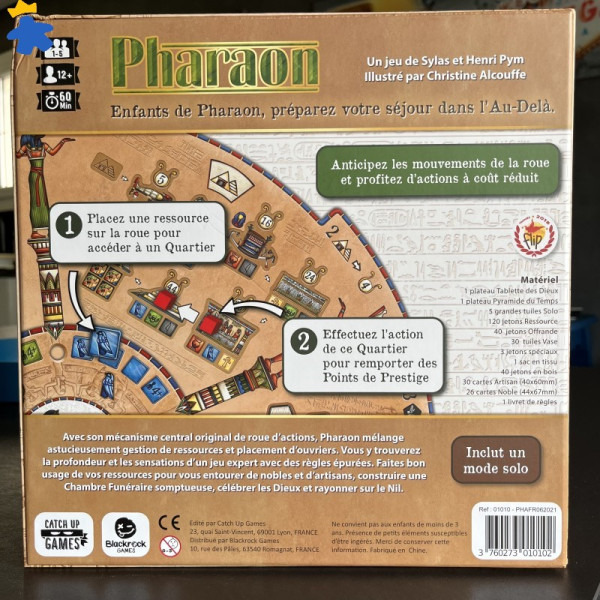 Pharaon
1-5
12+
60
Min
Un jeu de Sylas et Henri Pym
Illustré par Christine Alcouffe
Enfants de Pharaon, préparez votre séjour dans l'Au-Delà.
Anticipez les mouvements de la roue
et profitez d'actions à coût réduit
1
Placez une ressource
sur la roue pour
accéder à un Quartier
2
Effectuez l'action
de ce Quartier
pour remporter des
Points de Prestige
Flip
Matériel
1 plateau Tablette des Dieux
1 plateau Pyramide du Temps
5 grandes tuiles Solo
120 jetons Ressource
40 jetons Offrande
30 tuiles Vase
3 jetons spéciaux
1 sac en tissu
40 jetons en bois
30 cartes Artisan (40x60mm)
26 cartes Noble (44x67mm)
1 livret de règles
Avec son mécanisme central original de roue d'actions, Pharaon mélange
astucieusement gestion de ressources et placement d'ouvriers. Vous y trouverez
la profondeur et les sensations d'un jeu expert avec des règles épurées. Faites bon
usage de vos ressources pour vous entourer de nobles et d'artisans, construire une
Chambre Funéraire somptueuse, célébrer les Dieux et rayonner sur le Nil.
Inclut un
mode solo
CATCH UP
GAMES
Blackrock
GAMES
CE
Edité par Catch Up Games
23, quai Saint-Vincent, 69001 Lyon, FRANCE
Distribué par Blackrock Games
10, rue des Pâles, 63540 Romagnat, FRANCE
0-3
Ne convient pas aux enfants de moins de 3
ans. Présence de petits éléments susceptibles
d'être ingérés. Merci de conserver cette
information. Fabriqué en Chine.
Ref : 01010 - PHAFR062021
3 760273 010102